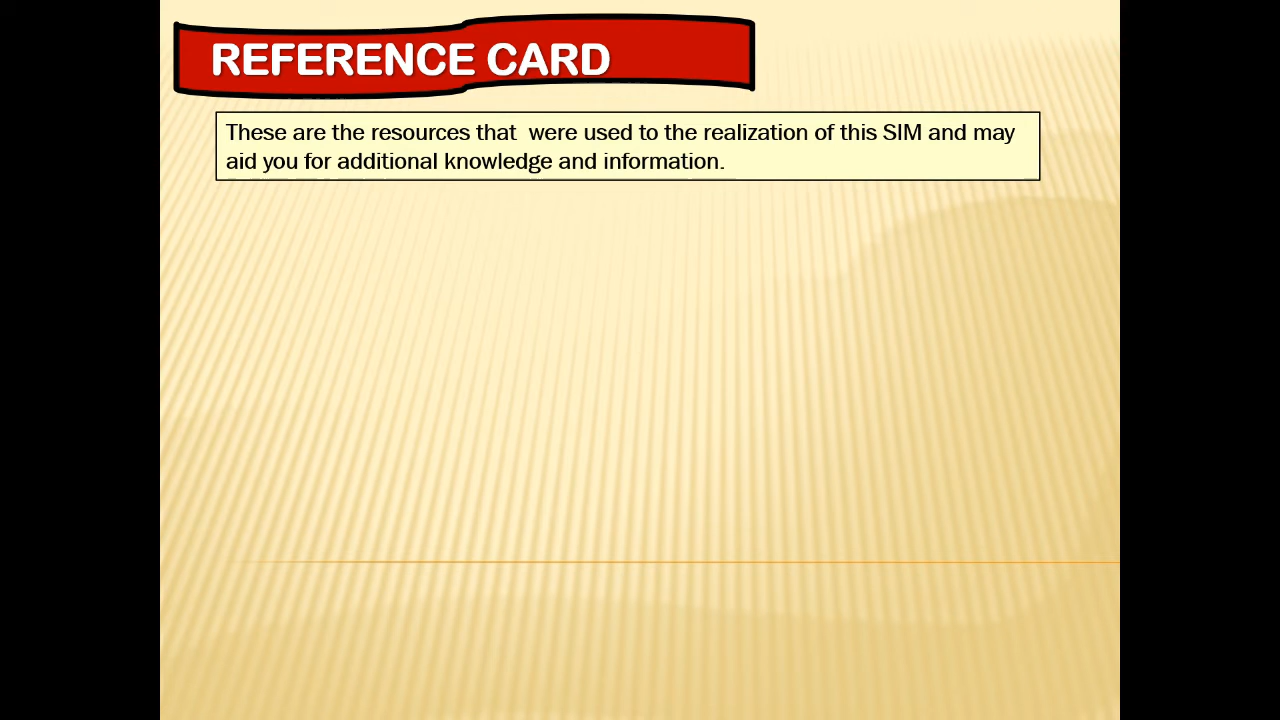 REFERENCE CARD
These are the resources that  were used to the realization of this SIM and may
aid you for additional knowledge and information.